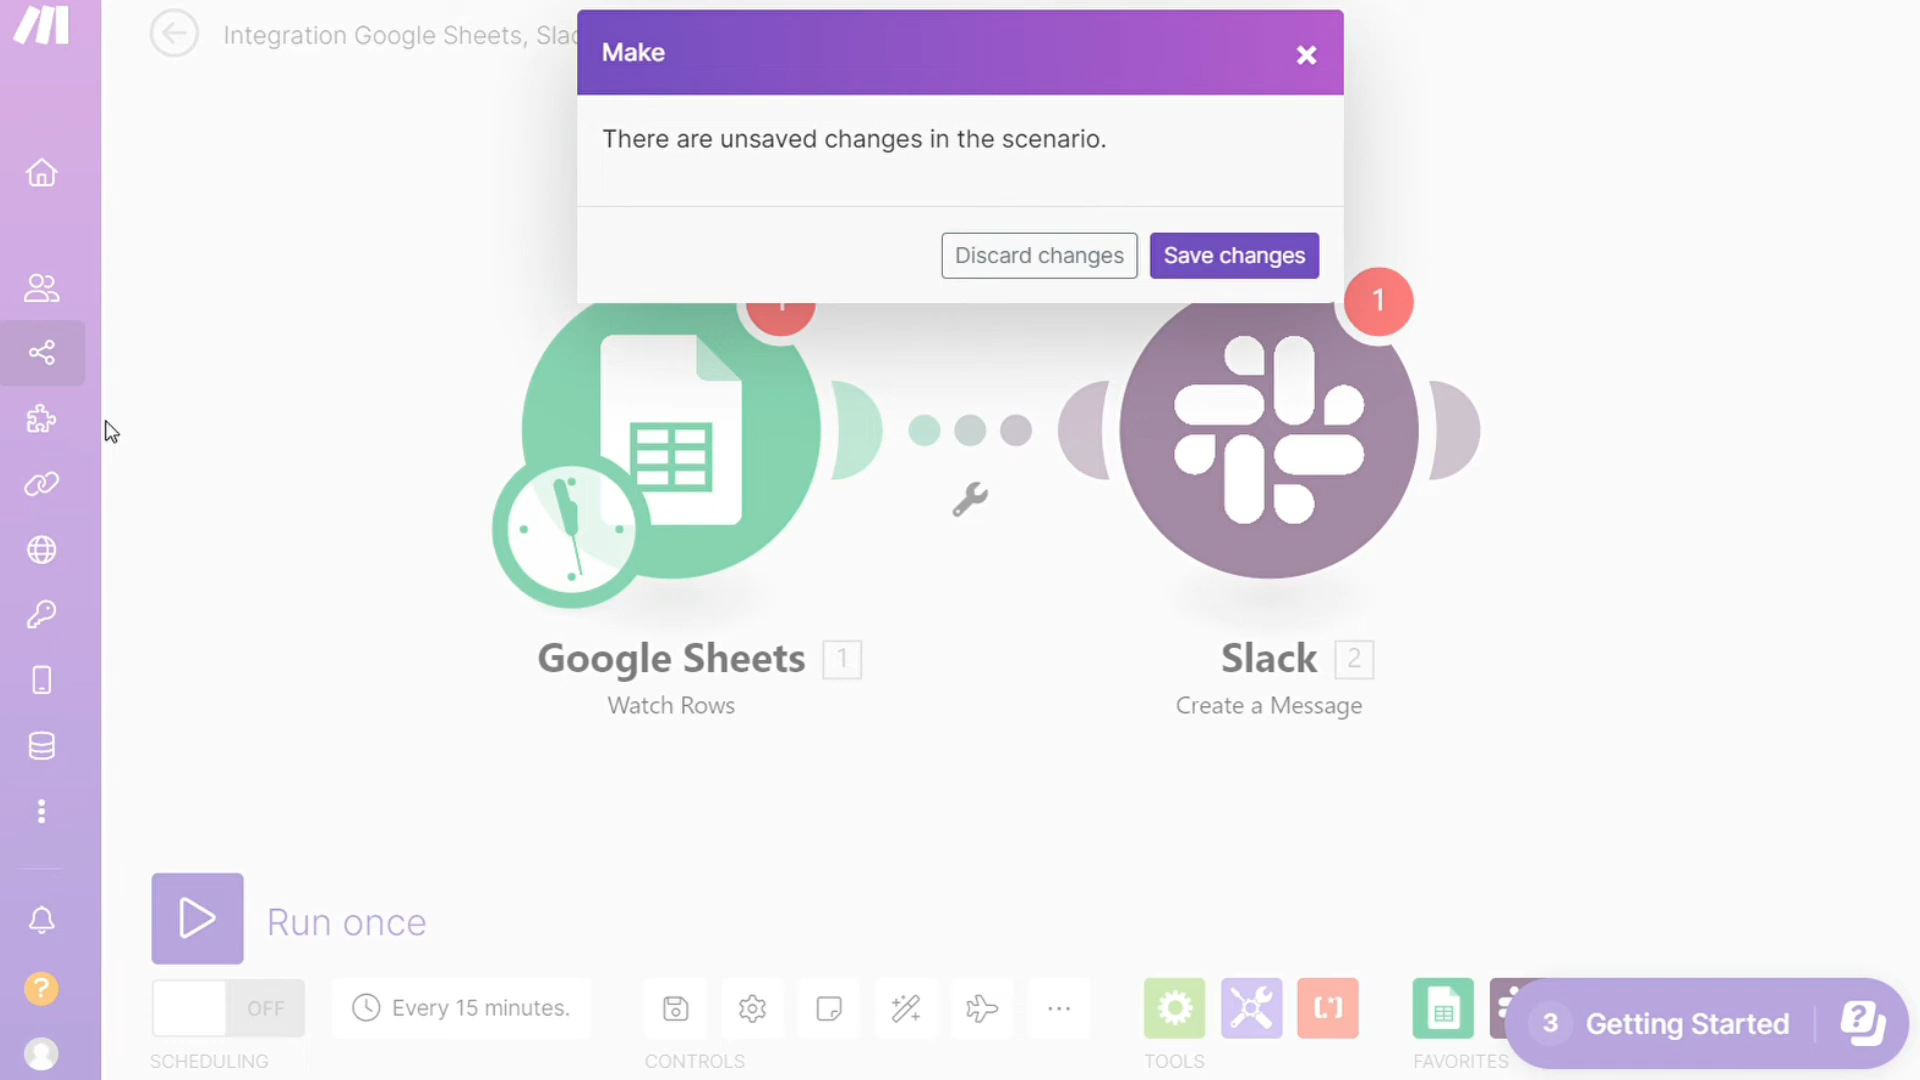 Integration Google Sheets, Slac
Make
There are unsaved changes in the scenario.
Discard changes
Save changes
1
1
Google Sheets 1
Watch Rows
Slack 2
Create a Message
Run once
OFF
Every 15 minutes.
SCHEDULING
CONTROLS
TOOLS
FAVORITES
3 Getting Started
?
?